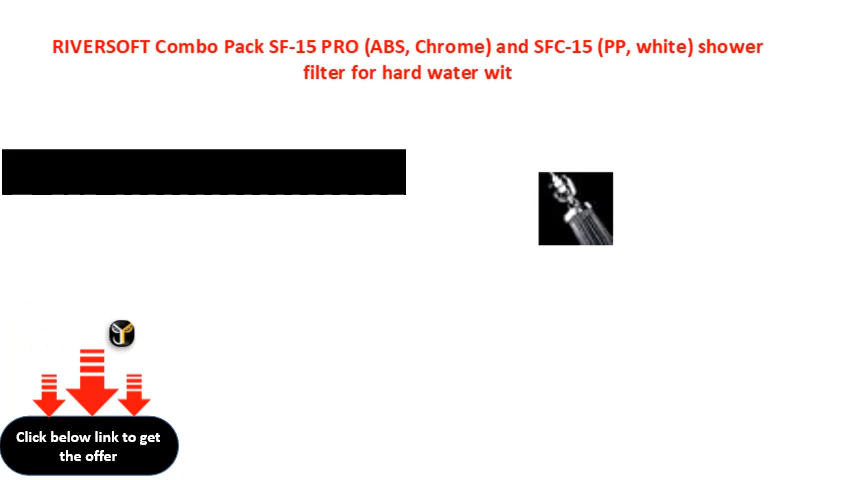 RIVERSOFT Combo Pack SF-15 PRO (ABS, Chrome) and SFC-15 (PP, white) shower
filter for hard water wit
Click below link to get
the offer